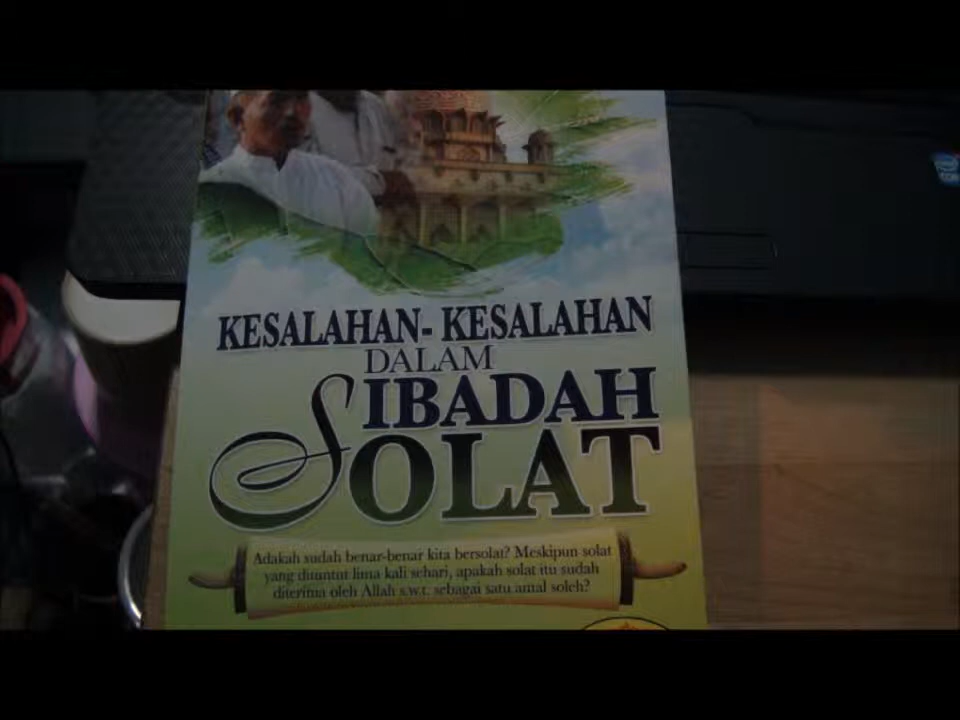 KESALAHAN- KESALAHAN
DALAM
IBADAH
SOLAT
Adakah sudah benar-benar kita bersolat? Meskipun solat
yang dituntut lima kali sehari, apakah solat itu sudah
diterima oleh Allah s.w.t. sebagai satu amal soleh?